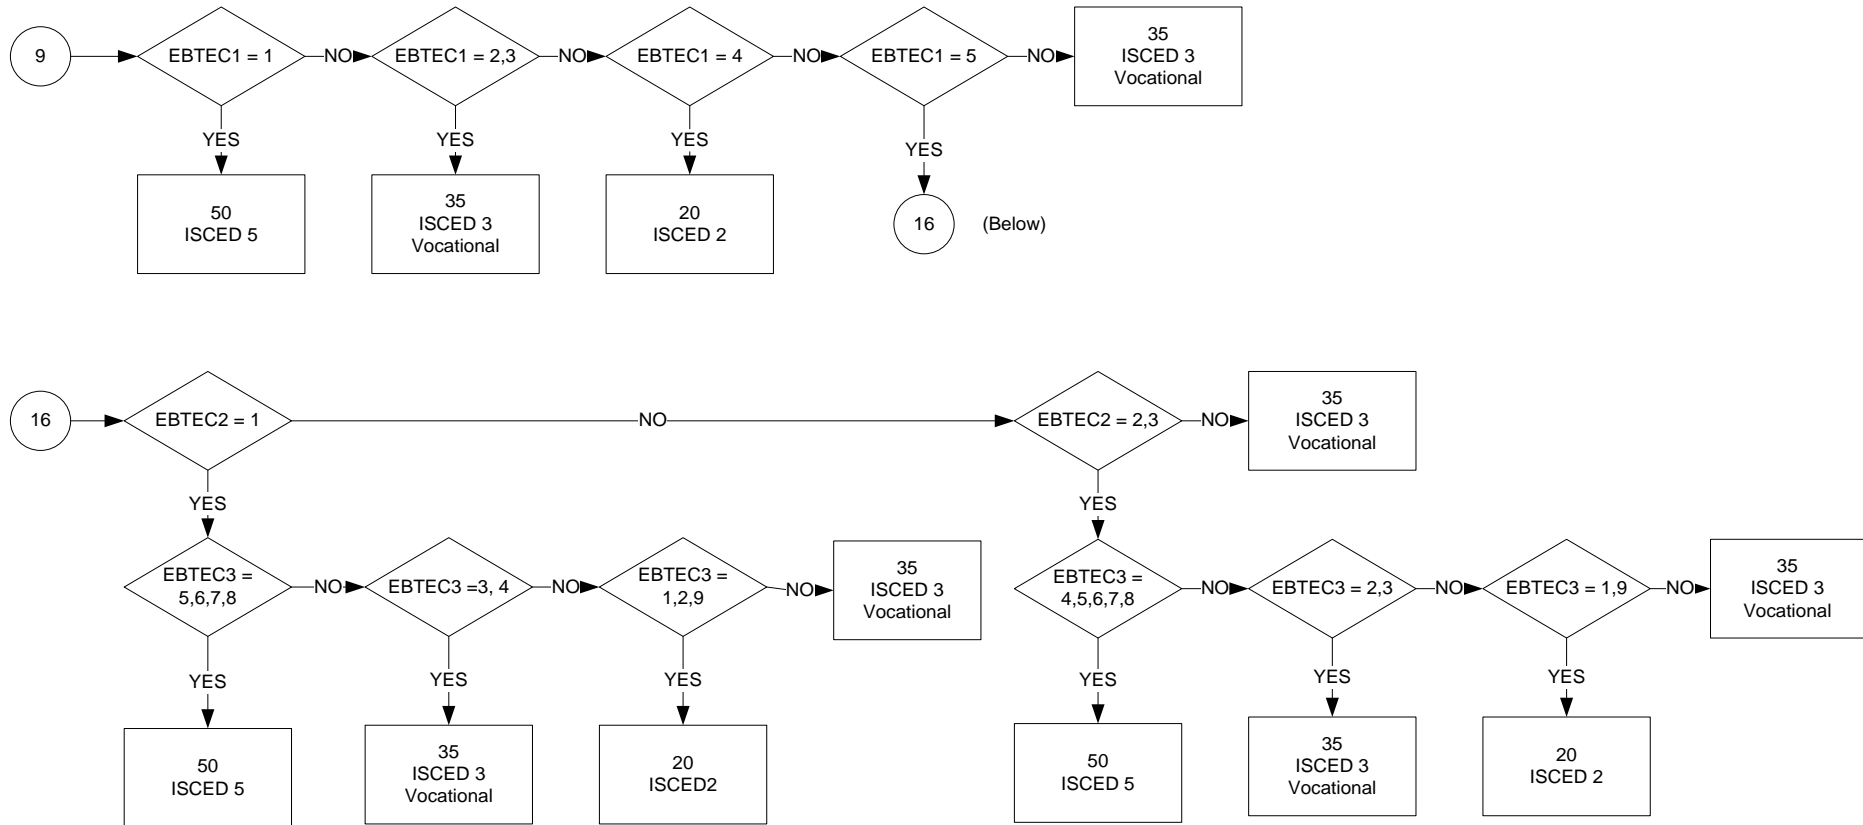 9
EBTEC1 = 1
NO
EBTEC1 = 2,3
NO
EBTEC1 = 4
NO
EBTEC1 = 5
NO
35
ISCED 3
Vocational
YES
YES
YES
YES
50
ISCED 5
35
ISCED 3
Vocational
20
ISCED 2
16
(Below)
16
EBTEC2 = 1
NO
EBTEC2 = 2,3
NO
35
ISCED 3
Vocational
YES
YES
EBTEC3 =
5,6,7,8
NO
EBTEC3 =3, 4
NO
EBTEC3 =
1,2,9
NO
35
ISCED 3
Vocational
EBTEC3 =
4,5,6,7,8
NO
EBTEC3 = 2,3
NO
EBTEC3 = 1,9
NO
35
ISCED 3
Vocational
YES
YES
YES
YES
YES
YES
50
ISCED 5
35
ISCED 3
Vocational
20
ISCED2
50
ISCED 5
35
ISCED 3
Vocational
20
ISCED 2